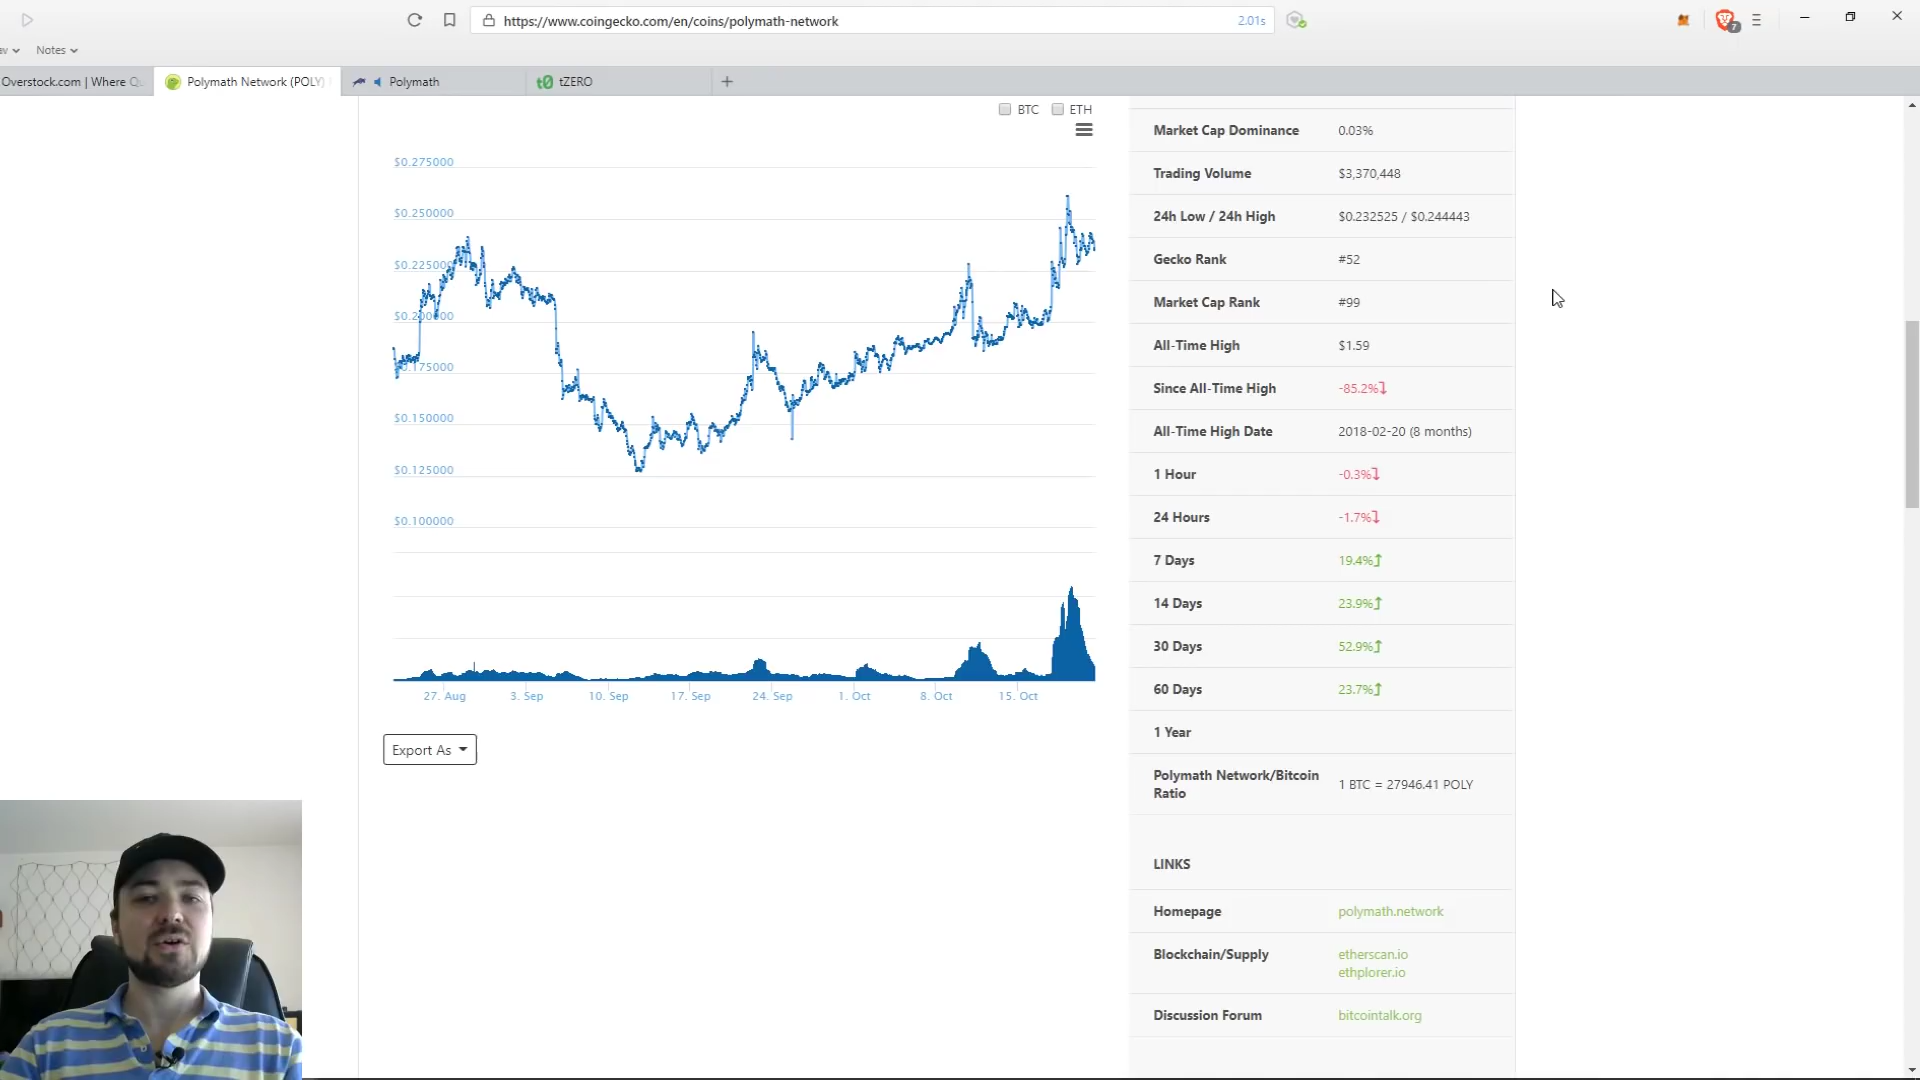 https://www.coingecko.com/en/coins/polymath-network
2.01s
7
Notes
Overstock.com | Where
Polymath Network (POLY)
Polymath
t0 tZERO
BTC
ETH
$0.275000
$0.250000
$0.225000
$0.200000
$0.175000
$0.150000
$0.125000
$0.100000
27. Aug
3. Sep
10. Sep
17. Sep
24. Sep
1. Oct
8. Oct
15. Oct
Export As
Market Cap Dominance 0.03%
Trading Volume $3,370,448
24h Low / 24h High $0.232525 / $0.244443
Gecko Rank #52
Market Cap Rank #99
All-Time High $1.59
Since All-Time High -85.2%
All-Time High Date 2018-02-20 (8 months)
1 Hour -0.3%
24 Hours -1.7%
7 Days 19.4%
14 Days 23.9%
30 Days 52.9%
60 Days 23.7%
1 Year
Polymath Network/Bitcoin
Ratio
1 BTC = 27946.41 POLY
LINKS
Homepage polymath.network
Blockchain/Supply etherscan.io
ethplorer.io
Discussion Forum bitcointalk.org